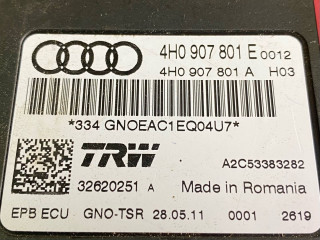 4H0 907 801 E 0012
4H0 907 801 A H03
*334 GNOEAC1EQ04U7*
TRW A2C53383282
32620251 A Made in Romania
EPB ECU GNO-TSR 28.05.11 0001 2619